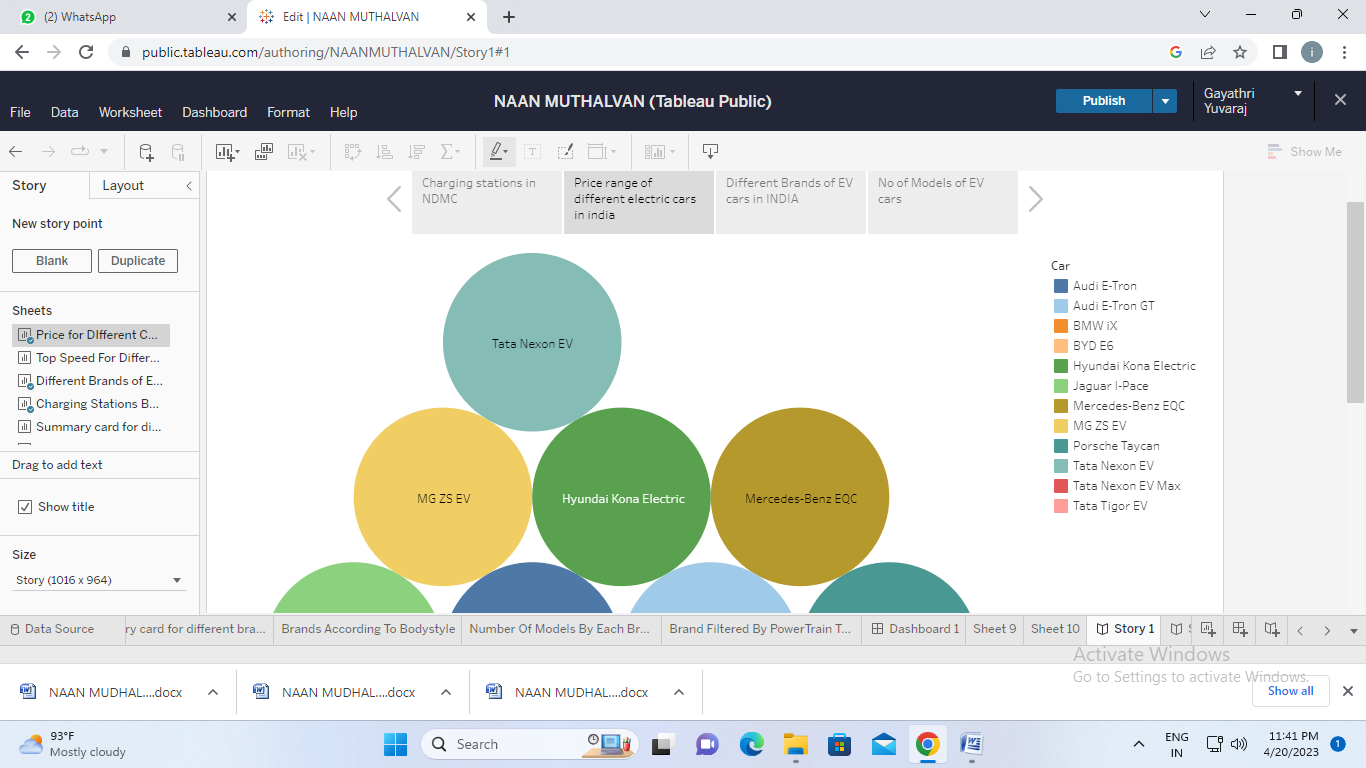 2 (2) WhatsApp
Edit | NAAN MUTHALVAN
public.tableau.com/authoring/NAANMUTHALVAN/Story1#1
i
NAAN MUTHALVAN (Tableau Public)
File Data Worksheet Dashboard Format Help
Publish
Gayathri
Yuvaraj
Show Me
Story Layout
New story point
Blank Duplicate
Sheets
Price for DIfferent C...
Top Speed For Differ...
Different Brands of E...
Charging Stations B...
Summary card for di...
Drag to add text
Show title
Size
Story (1016 x 964)
Charging stations in
NDMC
Price range of
different electric cars
in india
Different Brands of EV
cars in INDIA
No of Models of EV
cars
Tata Nexon EV
MG ZS EV
Hyundai Kona Electric
Mercedes-Benz EQC
Car
Audi E-Tron
Audi E-Tron GT
BMW iX
BYD E6
Hyundai Kona Electric
Jaguar I-Pace
Mercedes-Benz EQC
MG ZS EV
Porsche Taycan
Tata Nexon EV
Tata Nexon EV Max
Tata Tigor EV
Data Source ry card for different bra... Brands According To Bodystyle Number Of Models By Each Br... Brand Filtered By PowerTrain T... Dashboard 1 Sheet 9 Sheet 10 Story 1
Activate Windows
Go to Settings to activate Windows.
NAAN MUDHAL....docx NAAN MUDHAL....docx NAAN MUDHAL....docx
Show all
93°F
Mostly cloudy
Search
ENG
IN
11:41 PM
4/20/2023
1